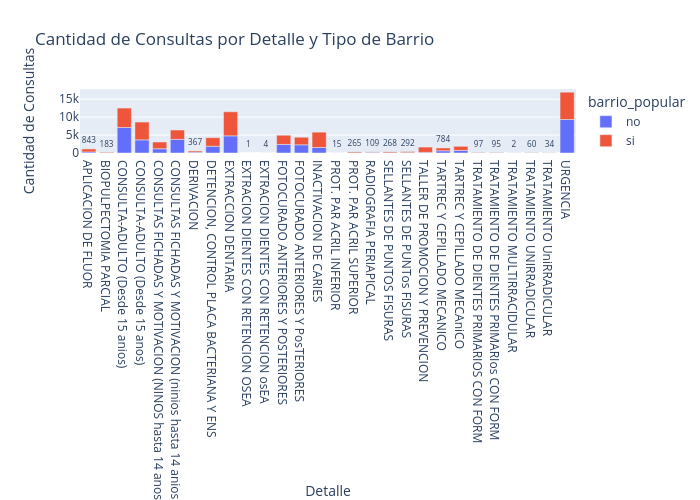 Cantidad de Consultas por Detalle y Tipo de Barrio
Cantidad de Consultas
15k
10k
5k
0
843
183
367
1
4
15
265
109
268
292
784
97
95
2
60
34
barrio_popular
no
si
APLICACION DE FLUOR
BIOPULPECTOMIA PARCIAL
CONSULTA-ADULTO (Desde 15 anios)
CONSULTA-ADULTO (Desde 15 anios)
CONSULTAS FICHADAS Y MOTIVACION (NINOS hasta 14 anos
CONSULTAS FICHADAS Y MOTIVACION (ninios hasta 14 anios
DERIVACION
DETENCION, CONTROL PLACA BACTERIANA Y ENS
EXTRACCION DENTARIA
EXTRACION DIENTES CON RETENCION OSEA
EXTRACION DIENTES CON RETENCION osEA
FOTOCURADO ANTERIORES Y POSTERIORES
FOTOCURADO ANTERIORES Y PosTERIORES
INACTIVACION DE CARIES
PROT. PAR ACRIL INFERIOR
PROT. PAR ACRIL SUPERIOR
RADIOGRAFIA PERIAPICAL
SELLANTES DE PUNTOS FISURAS
SELLANTES DE PUNTOs FISURAS
TALLER DE PROMOCION Y PREVENCION
TARTREC Y CEPILLADO MECANICO
TARTREC Y CEPILLADO MECAniCO
TRATAMIENTO DE DIENTES PRIMARIOS CON FORM
TRATAMIENTO DE DIENTES PRIMARIos CON FORM
TRATAMIENTO MULTIRRACIDULAR
TRATAMIENTO UNIRRADICULAR
TRATAMIENTO UniRRADICULAR
URGENCIA
Detalle